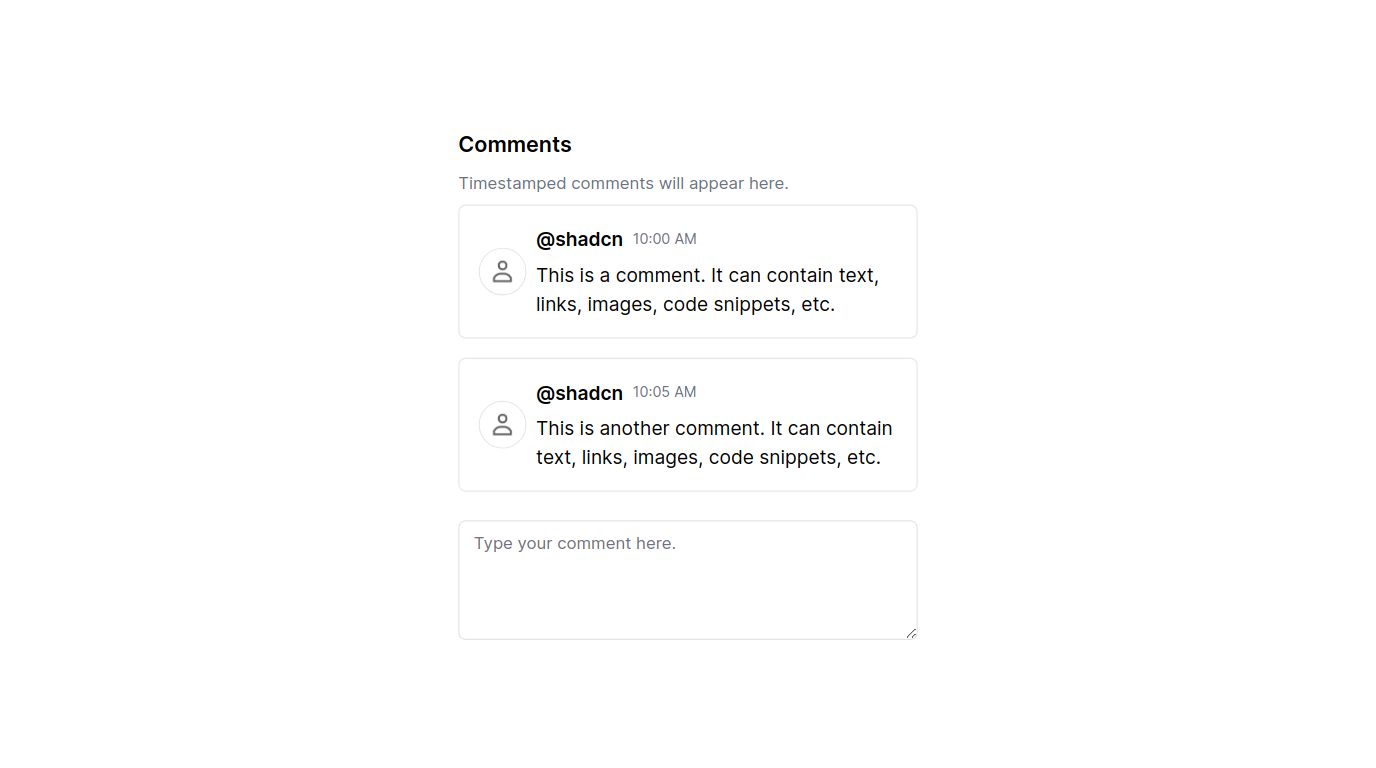 Comments
Timestamped comments will appear here.
@shadcn 10:00 AM
This is a comment. It can contain text,
links, images, code snippets, etc.
@shadcn 10:05 AM
This is another comment. It can contain
text, links, images, code snippets, etc.
Type your comment here.